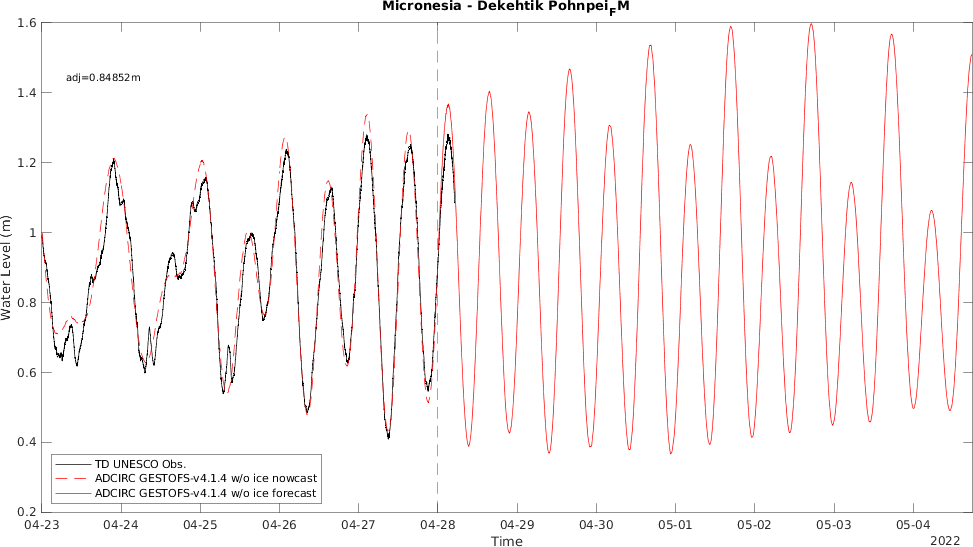 Micronesia - Dekehtik Pohnpei_FM
1.6
1.4
1.2
1
0.8
0.6
0.4
0.2
Water Level (m)
adj=0.84852m
TD UNESCO Obs.
ADCIRC GESTOFS-v4.1.4 w/o ice nowcast
ADCIRC GESTOFS-v4.1.4 w/o ice forecast
04-23 04-24 04-25 04-26 04-27 04-28 04-29 04-30 05-01 05-02 05-03 05-04
Time
2022